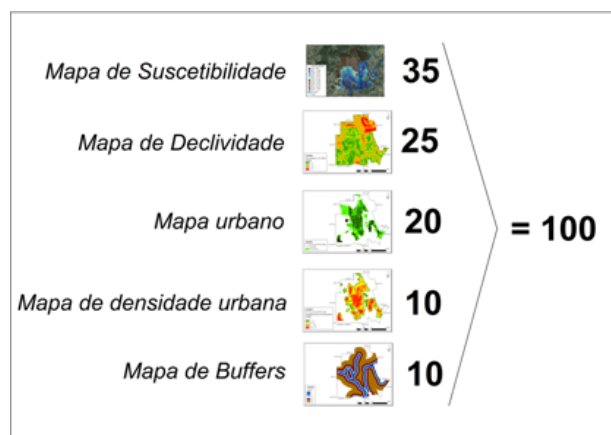 Mapa de Suscetibilidade 35
Mapa de Declividade 25
Mapa urbano 20
= 100
Mapa de densidade urbana 10
Mapa de Buffers 10